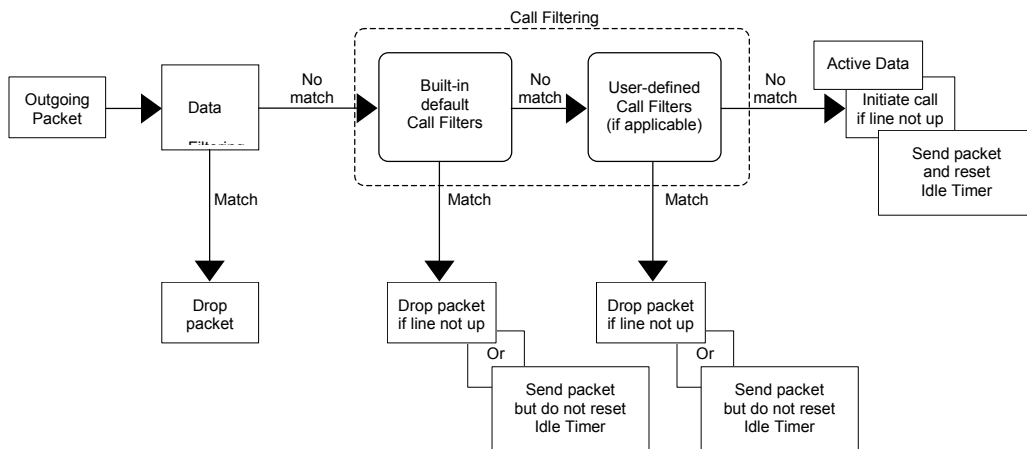 Call Filtering
Outgoing
Packet
Data
Filtering
No
match
Built-in
default
Call Filters
No
match
User-defined
Call Filters
(if applicable)
No
match
Active Data
Initiate call
if line not up
Send packet
and reset
Idle Timer
Match
Match
Match
Drop
packet
Drop packet
if line not up
Or
Send packet
but do not reset
Idle Timer
Drop packet
if line not up
Or
Send packet
but do not reset
Idle Timer